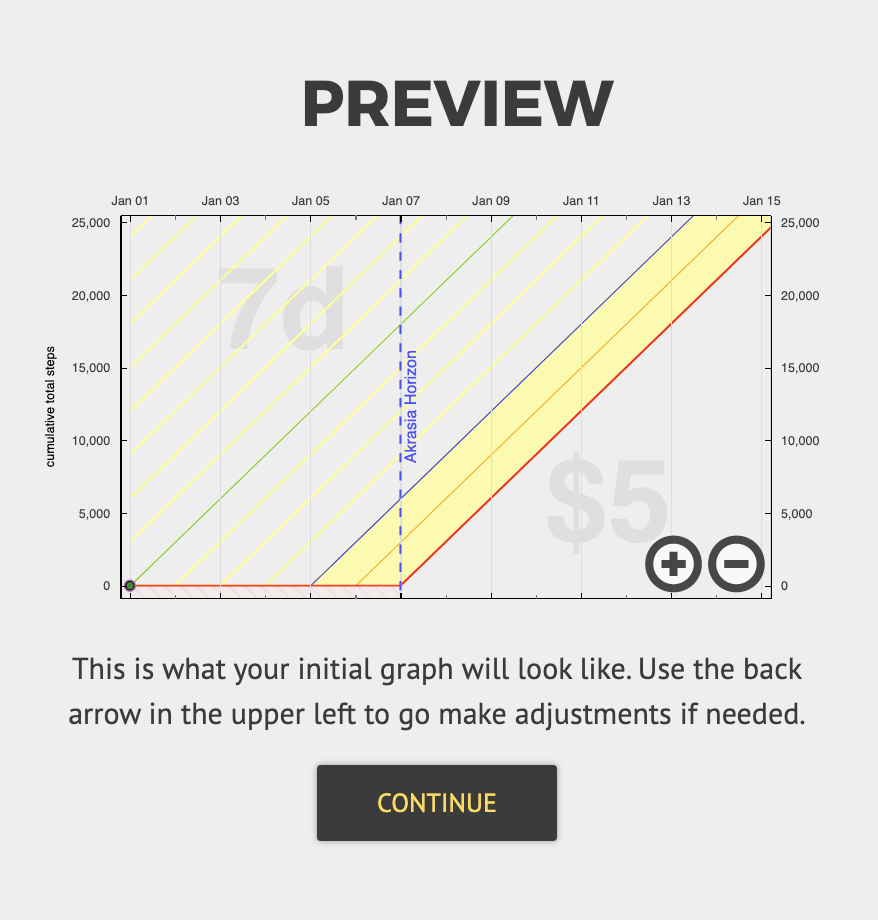 PREVIEW
Jan 01 Jan 03 Jan 05 Jan 07 Jan 09 Jan 11 Jan 13 Jan 15
25,000 25,000
7d
20,000 20,000
cumulative total steps
15,000 15,000
Akrasia Horizon
10,000 10,000
$5
5,000 5,000
0 0
This is what your initial graph will look like. Use the back
arrow in the upper left to go make adjustments if needed.
CONTINUE